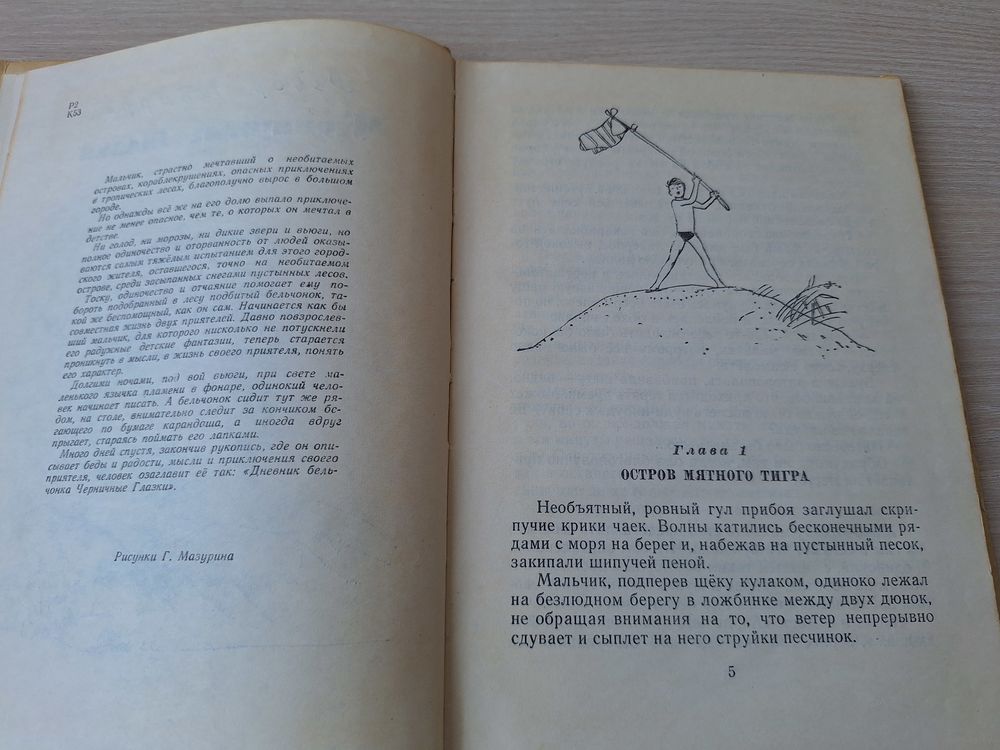 Р2
К53
Мальчик, страстно мечтавший о необитаемых
островах, кораблекрушениях, опасных приключениях
в тропических лесах, благополучно вырос в большом
городе.
Но однажды всё же на его долю выпало приключе-
ние не менее опасное, чем те, о которых он мечтал в
детстве.
Ни голод, ни морозы, ни дикие звери и вьюги, но
полное одиночество и оторванность от людей оказы-
ваются самым тяжёлым испытанием для этого город-
ского жителя, оставшегося, точно на необитаемом
острове, среди засыпанных снегами пустынных лесов.
Тоску, одиночество и отчаяние помогает ему по-
бороть подобранный в лесу подбитый бельчонок, та-
кой же беспомощный, как он сам. Начинается как бы
совместная жизнь двух приятелей. Давно повзрослев-
ший мальчик, для которого нисколько не потускнели
его радужные детские фантазии, теперь старается
проникнуть в мысли, в жизнь своего приятеля, понять
его характер.
Долгими ночами, под вой вьюги, при свете ма-
ленького язычка пламени в фонаре, одинокий чело-
век начинает писать. А бельчонок сидит тут же ря-
дом, на столе, внимательно следит за кончиком бе-
гающего по бумаге карандаша, а иногда вдруг
прыгает, стараясь поймать его лапками.
Много дней спустя, закончив рукопись, где он опи-
сывает беды и радости, мысли и приключения своего
приятеля, человек озаглавит её так: «Дневник бель-
чонка Черничные Глазки».
Рисунки Г. Мазурина
Глава 1
ОСТРОВ МЯТНОГО ТИГРА
Необъятный, ровный гул прибоя заглушал скри-
пучие крики чаек. Волны катились бесконечными ря-
дами с моря на берег и, набежав на пустынный песок,
закипали шипучей пеной.
Мальчик, подперев щёку кулаком, одиноко лежал
на безлюдном берегу в ложбинке между двух дюнок,
не обращая внимания на то, что ветер непрерывно
сдувает и сыплет на него струйки песчинок.
5